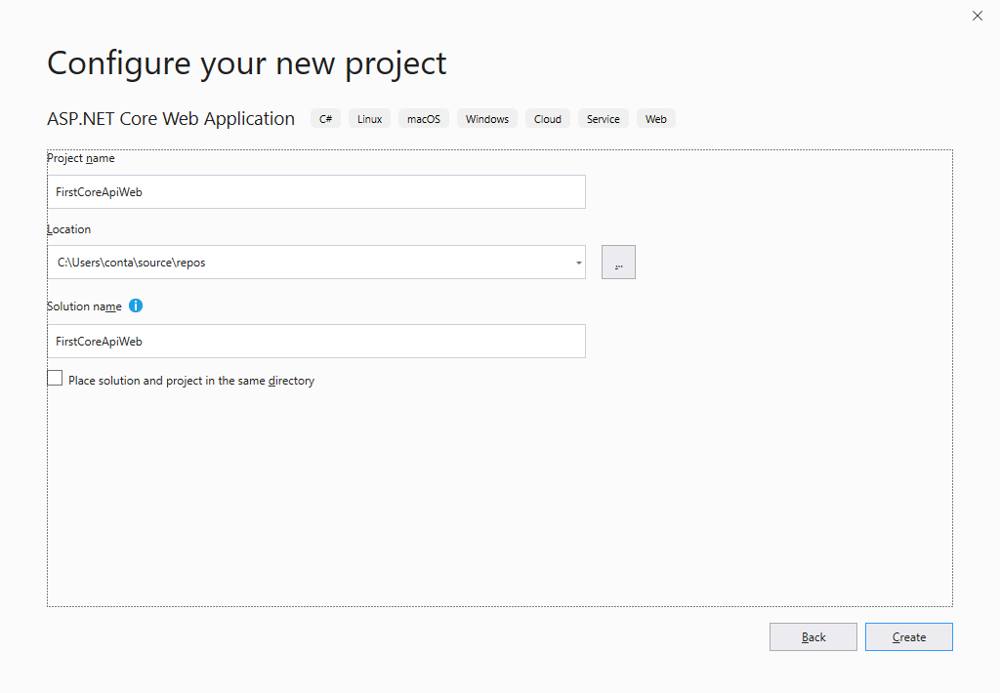 Configure your new project
ASP.NET Core Web Application C# Linux macOS Windows Cloud Service Web
Project name
FirstCoreApiWeb
Location
C:\Users\conta\source\repos
...
Solution name
FirstCoreApiWeb
Place solution and project in the same directory
Back Create